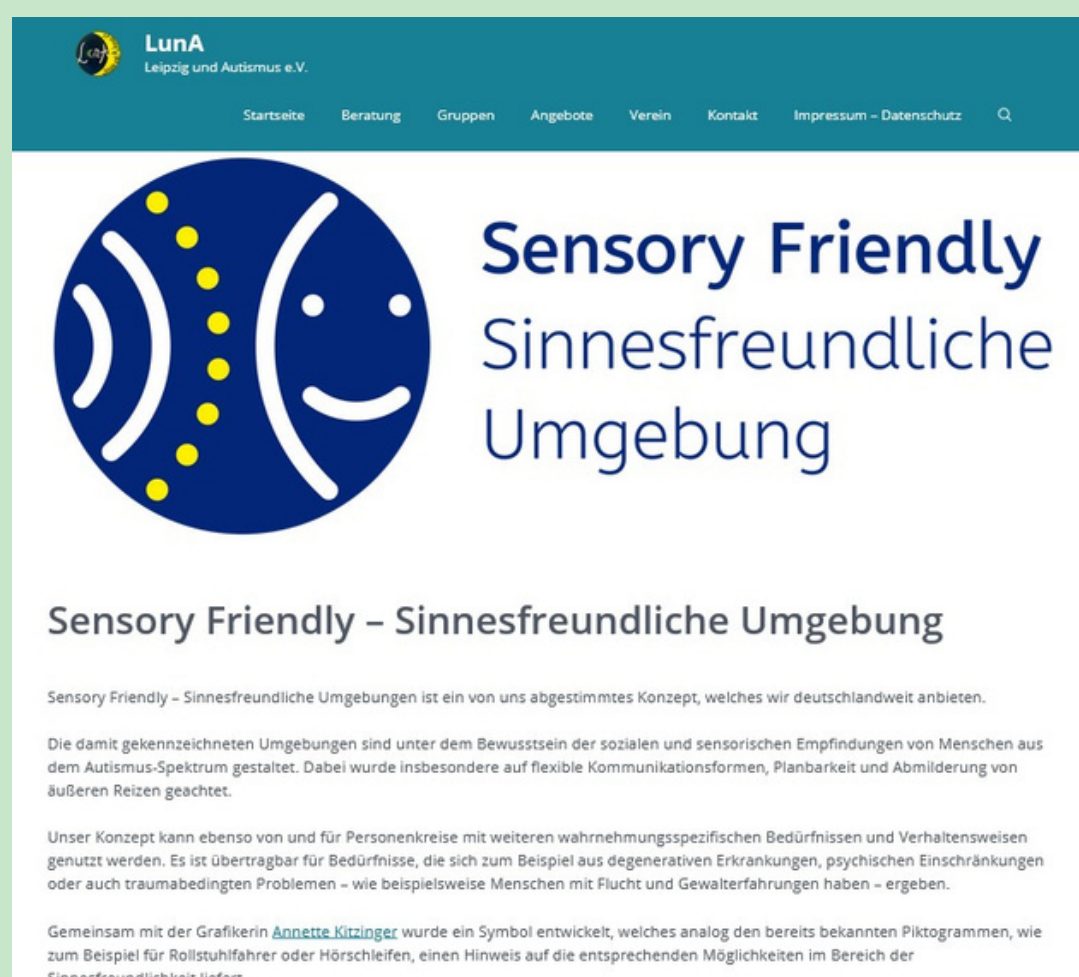 LunA
Leipzig und Autismus e.V.
Startseite Beratung Gruppen Angebote Verein Kontakt Impressum – Datenschutz
Sensory Friendly
Sinnesfreundliche
Umgebung
Sensory Friendly – Sinnesfreundliche Umgebung
Sensory Friendly – Sinnesfreundliche Umgebungen ist ein von uns abgestimmtes Konzept, welches wir deutschlandweit anbieten.
Die damit gekennzeichneten Umgebungen sind unter dem Bewusstsein der sozialen und sensorischen Empfindungen von Menschen aus
dem Autismus-Spektrum gestaltet. Dabei wurde insbesondere auf flexible Kommunikationsformen, Planbarkeit und Abmilderung von
äußeren Reizen geachtet.
Unser Konzept kann ebenso von und für Personenkreise mit weiteren wahrnehmungsspezifischen Bedürfnissen und Verhaltensweisen
genutzt werden. Es ist übertragbar für Bedürfnisse, die sich zum Beispiel aus degenerativen Erkrankungen, psychischen Einschränkungen
oder auch traumabedingten Problemen – wie beispielsweise Menschen mit Flucht und Gewalterfahrungen haben – ergeben.
Gemeinsam mit der Grafikerin Annette Kitzinger wurde ein Symbol entwickelt, welches analog den bereits bekannten Piktogrammen, wie
zum Beispiel für Rollstuhlfahrer oder Hörschleifen, einen Hinweis auf die entsprechenden Möglichkeiten im Bereich der
Sinnesfreundlichkeit liefert